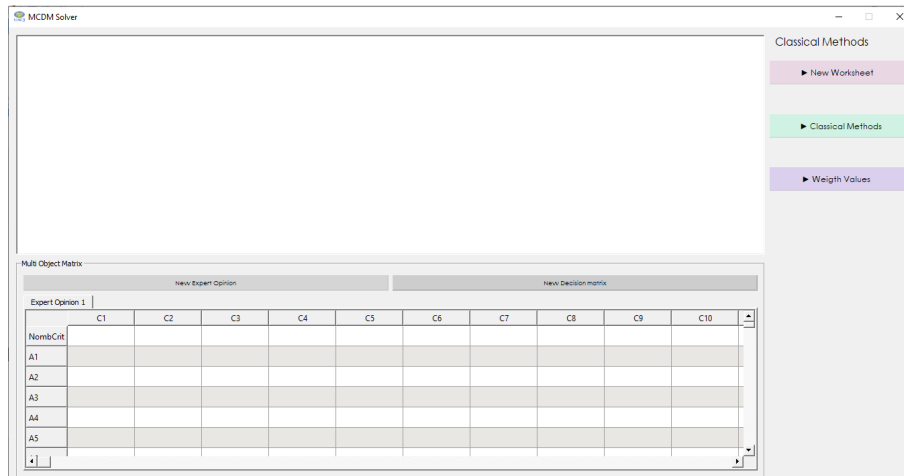 MCDM Solver
Classical Methods
► New Worksheet
► Classical Methods
► Weigth Values
Multi Object Matrix
New Expert Opinion
New Decision matrix
Expert Opinion 1
C1 C2 C3 C4 C5 C6 C7 C8 C9 C10
NombCrit
A1
A2
A3
A4
A5